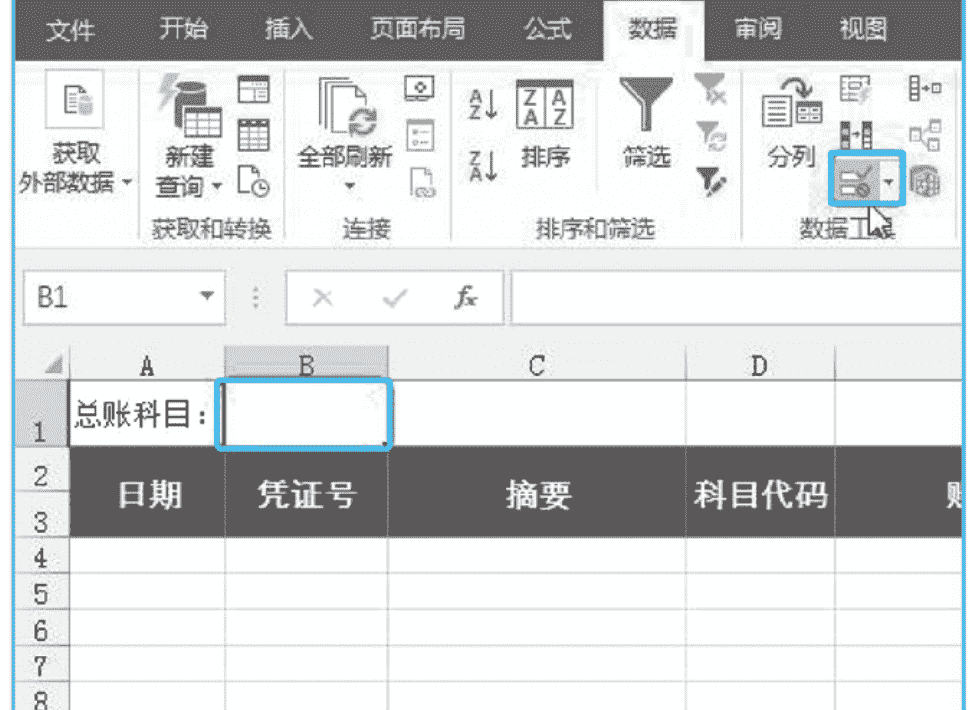 文件 开始 插入 页面布局 公式 数据 审阅 视图
获取 外部数据
新建 查询
全部刷新
排序
筛选
分列
获取和转换 连接 排序和筛选 数据工具
B1 fx
A B C D
1 总账科目：
2
3 日期 凭证号 摘要 科目代码
4
5
6
7
8